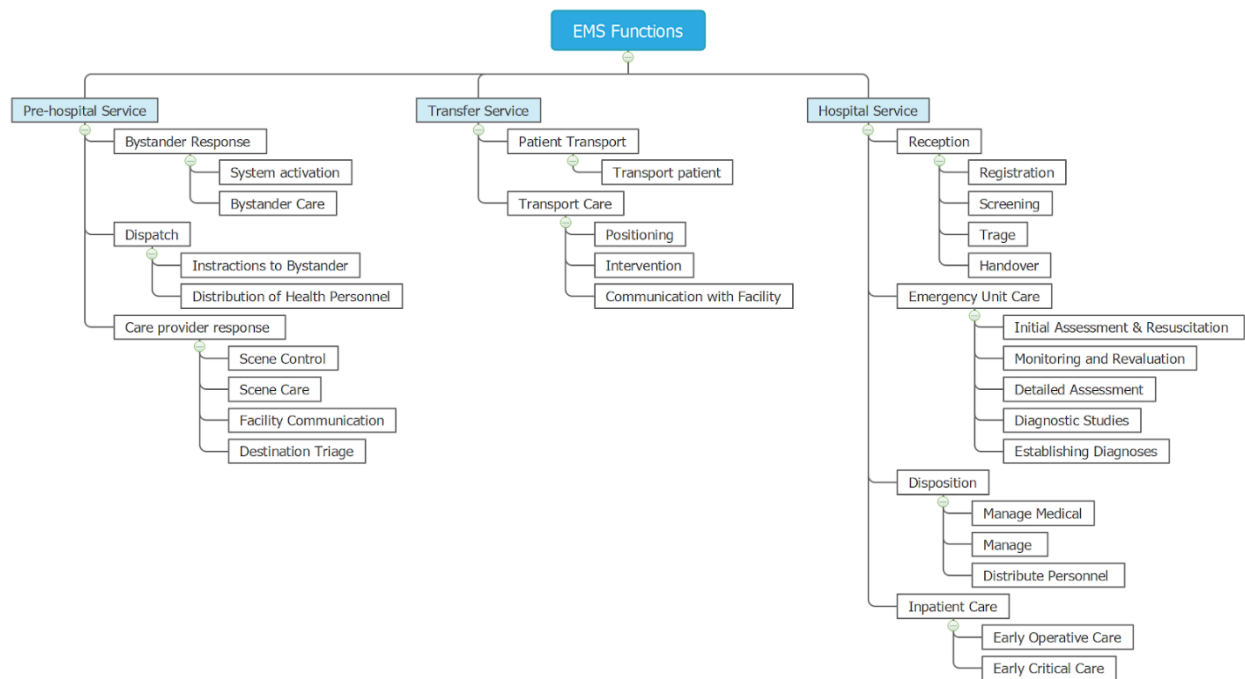 EMS Functions
Pre-hospital Service
Bystander Response
System activation
Bystander Care
Dispatch
Instractions to Bystander
Distribution of Health Personnel
Care provider response
Scene Control
Scene Care
Facility Communication
Destination Triage
Transfer Service
Patient Transport
Transport patient
Transport Care
Positioning
Intervention
Communication with Facility
Hospital Service
Reception
Registration
Screening
Trage
Handover
Emergency Unit Care
Initial Assessment & Resuscitation
Monitoring and Revaluation
Detailed Assessment
Diagnostic Studies
Establishing Diagnoses
Disposition
Manage Medical
Manage
Distribute Personnel
Inpatient Care
Early Operative Care
Early Critical Care